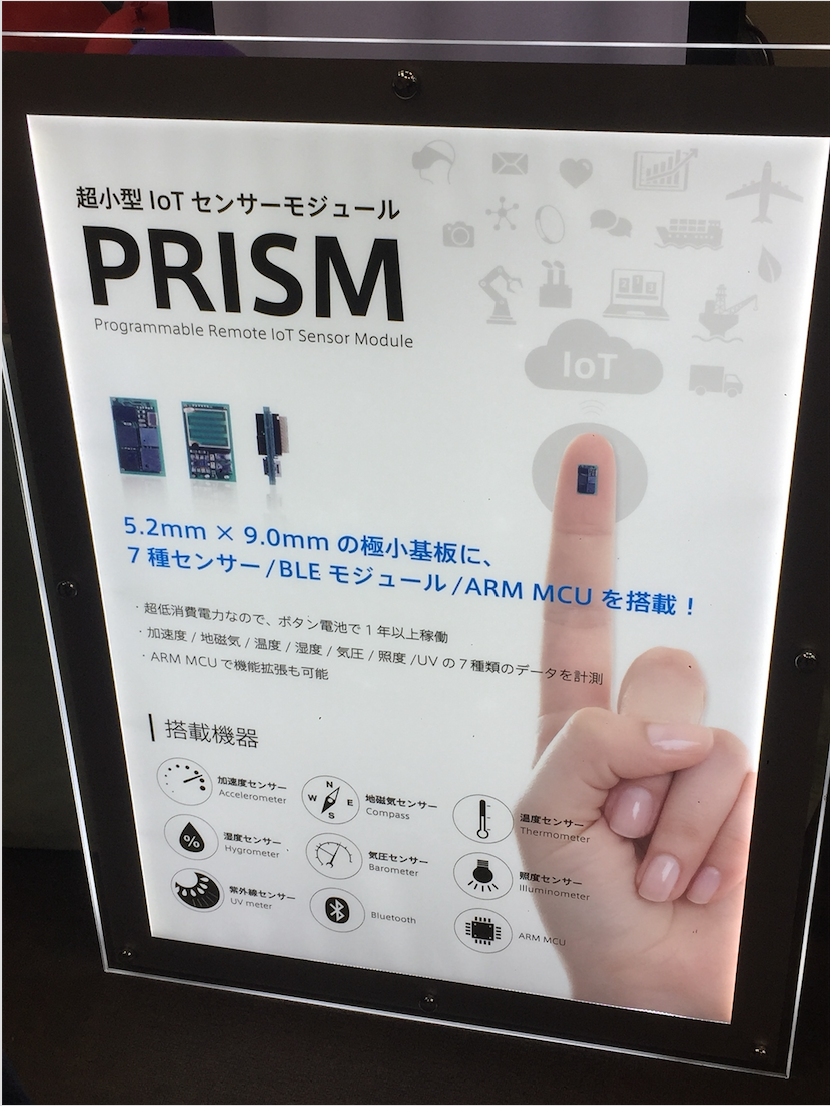 超小型 IoT センサーモジュール
PRISM
Programmable Remote IoT Sensor Module
IoT
5.2mm × 9.0mm の極小基板に、
7 種センサー/BLE モジュール/ARM MCU を搭載！
・超低消費電力なので、ボタン電池で 1 年以上稼働
・加速度 / 地磁気 / 温度 / 湿度 / 気圧 / 照度 /UV の 7 種類のデータを計測
・ARM MCU で機能拡張も可能
搭載機器
加速度センサー
Accelerometer
N
W E
S
地磁気センサー
Compass
温度センサー
Thermometer
%
湿度センサー
Hygrometer
気圧センサー
Barometer
照度センサー
Illuminometer
紫外線センサー
UV meter
Bluetooth
ARM MCU